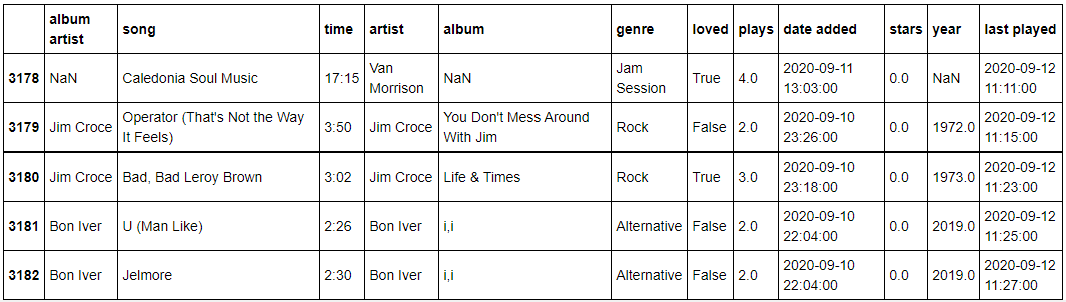 album artist song time artist album genre loved plays date added stars year last played
3178 NaN Caledonia Soul Music 17:15 Van Morrison NaN Jam Session True 4.0 2020-09-11 13:03:00 0.0 NaN 2020-09-12 11:11:00
3179 Jim Croce Operator (That's Not the Way It Feels) 3:50 Jim Croce You Don't Mess Around With Jim Rock False 2.0 2020-09-10 23:26:00 0.0 1972.0 2020-09-12 11:15:00
3180 Jim Croce Bad, Bad Leroy Brown 3:02 Jim Croce Life & Times Rock True 3.0 2020-09-10 23:18:00 0.0 1973.0 2020-09-12 11:23:00
3181 Bon Iver U (Man Like) 2:26 Bon Iver i,i Alternative False 2.0 2020-09-10 22:04:00 0.0 2019.0 2020-09-12 11:25:00
3182 Bon Iver Jelmore 2:30 Bon Iver i,i Alternative False 2.0 2020-09-10 22:04:00 0.0 2019.0 2020-09-12 11:27:00